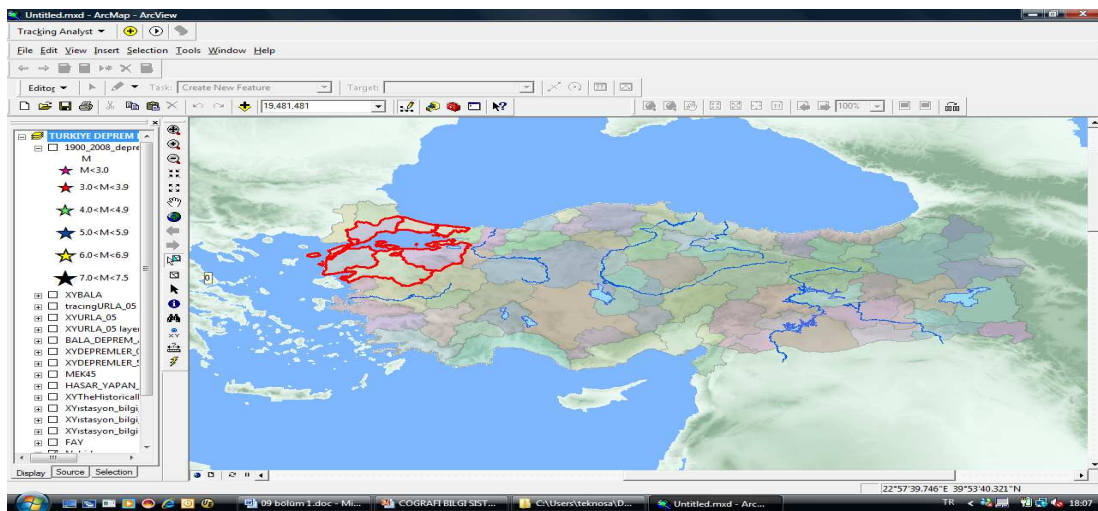 Untitled.mxd - ArcMap - ArcView
Tracking Analyst
File Edit View Insert Selection Tools Window Help
Editor Task: Create New Feature Target:
19.481.481 100%
TURKIYE DEPREM
1900_2008_depre
M
M<3.0
3.0<M<3.9
4.0<M<4.9
5.0<M<5.9
6.0<M<6.9
7.0<M<7.5
XYBALA
tracingURLA_05
XYURLA_05
XYURLA_05 layer
BALA_DEPREM_
XYDEPREMLER_
XYDEPREMLER_
MEK45
HASAR_YAPAN_
XYTheHistoricall
XYistasyon_bilgi
XYistasyon_bilgi
FAY
Display Source Selection
0
22°57'39.746"E 39°53'40.321"N
09 bölüm 1.doc - Mi... COGRAFI BILGI SIST... C:\Users\teknosa\D... Untitled.mxd - Arc... TR 18:07